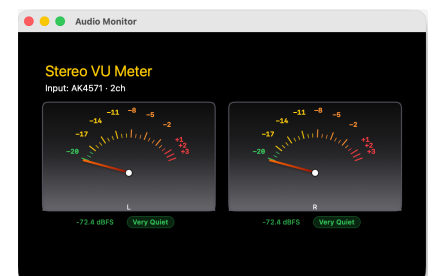 Audio Monitor
Stereo VU Meter
Input: AK4571 · 2ch
-20 -17 -14 -11 -8 -5 -2 +1 +2 +3
L
-72.4 dBFS Very Quiet
-20 -17 -14 -11 -8 -5 -2 +1 +2 +3
R
-72.4 dBFS Very Quiet